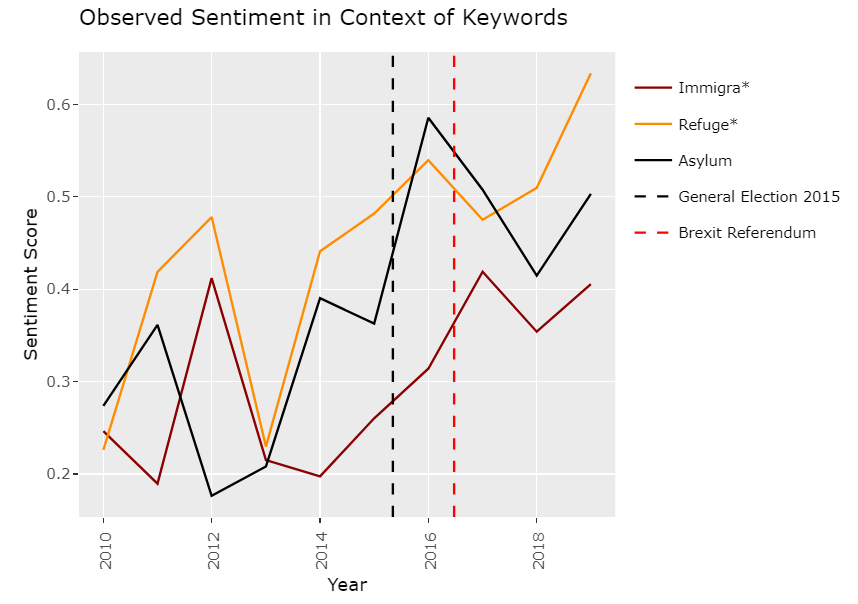 Observed Sentiment in Context of Keywords
Immigra*
Refuge*
Asylum
General Election 2015
Brexit Referendum
Sentiment Score
0.6
0.5
0.4
0.3
0.2
2010
2012
2014
2016
2018
Year